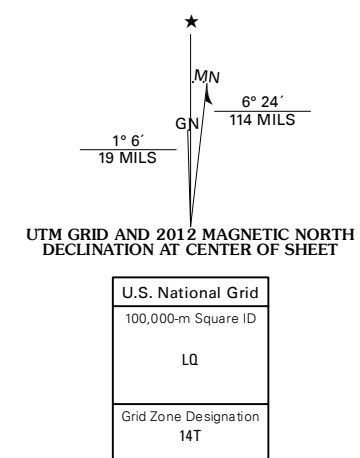 ★
MN
GN
6° 24´
114 MILS
1° 6´
19 MILS
UTM GRID AND 2012 MAGNETIC NORTH
DECLINATION AT CENTER OF SHEET
U.S. National Grid
100,000-m Square ID
LQ
Grid Zone Designation
14T